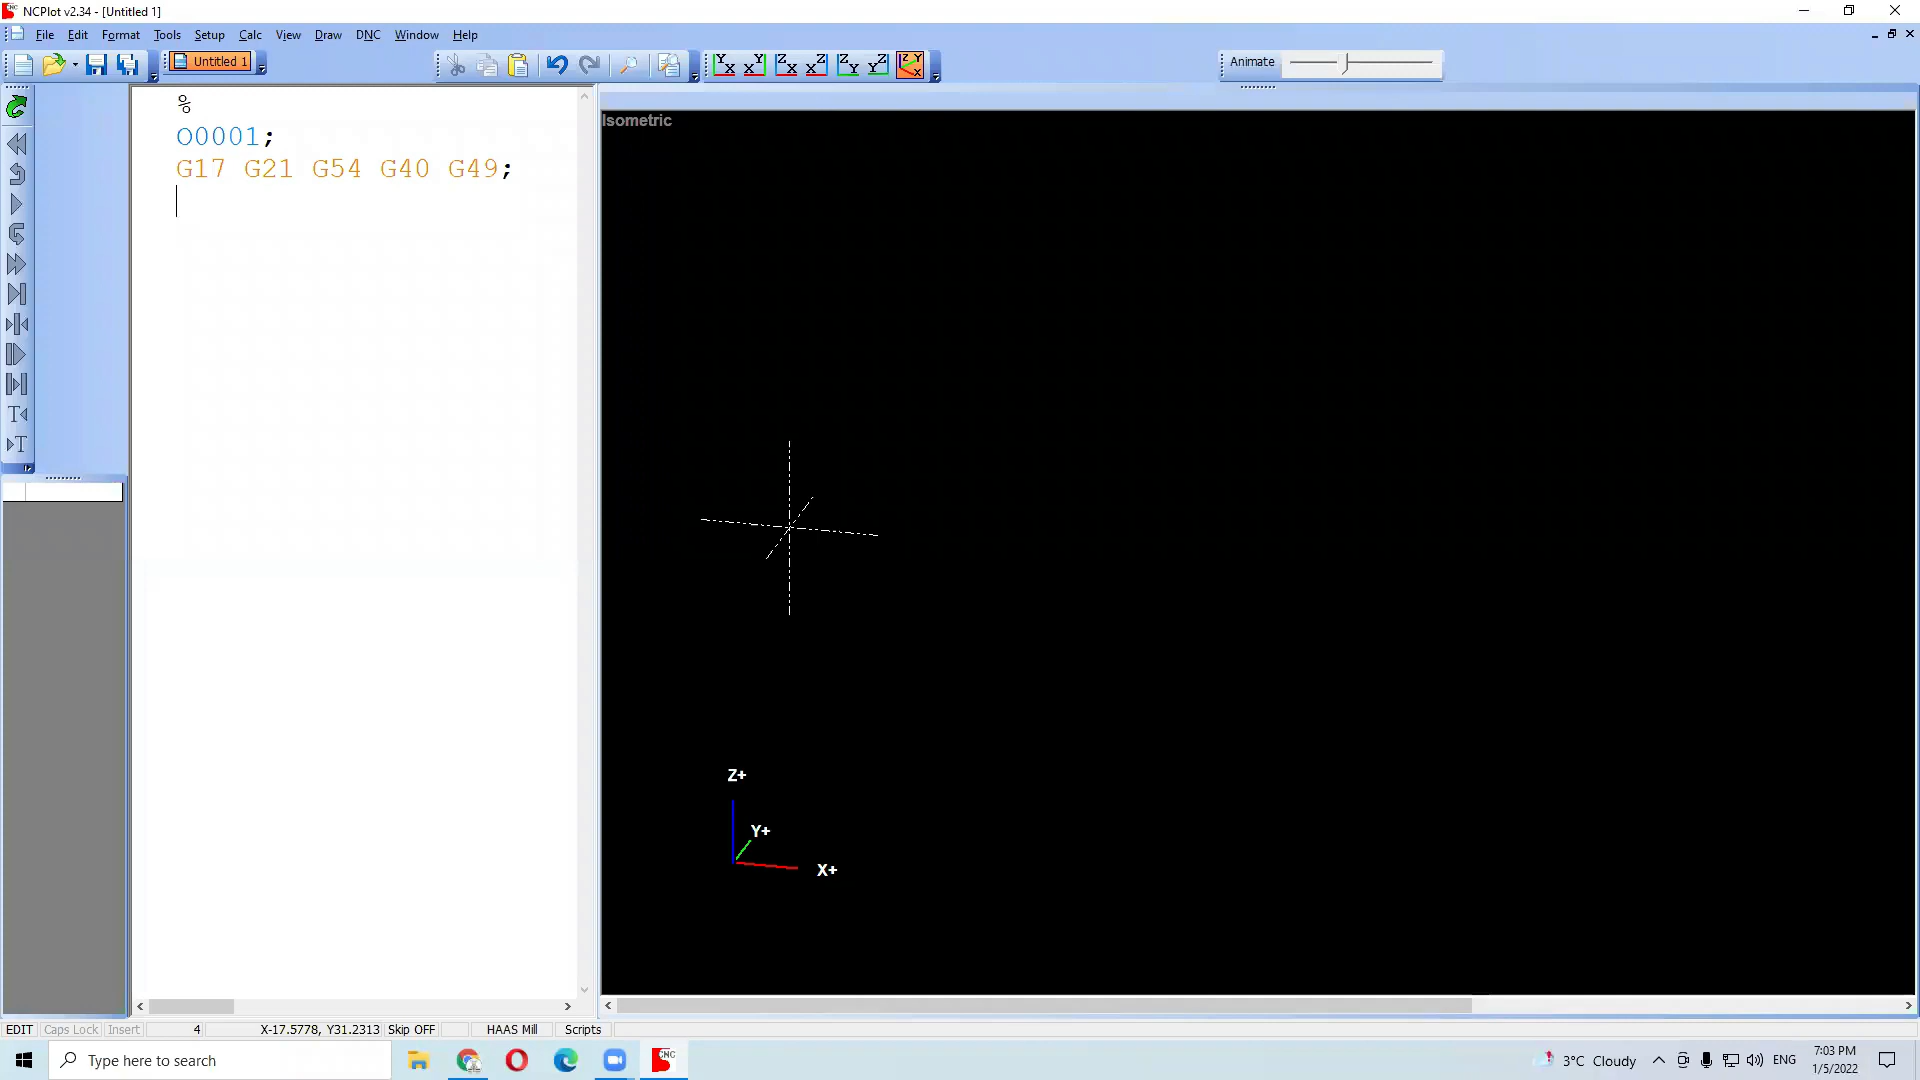 NCPlot v2.34 - [Untitled 1]
File Edit Format Tools Setup Calc View Draw DNC Window Help
Untitled 1
Animate
%
O0001;
G17 G21 G54 G40 G49;
Isometric
Z+
Y+
X+
EDIT Caps Lock Insert 4 X-17.5778, Y31.2313 Skip OFF HAAS Mill Scripts
Type here to search
CNC
3°C Cloudy
ENG
7:03 PM
1/5/2022